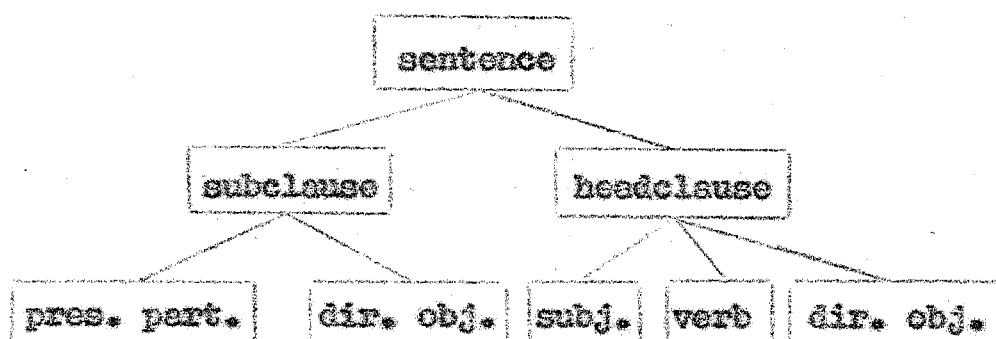 sentence
subclause headclause
pres. part. dir. obj. subj. verb dir. obj.